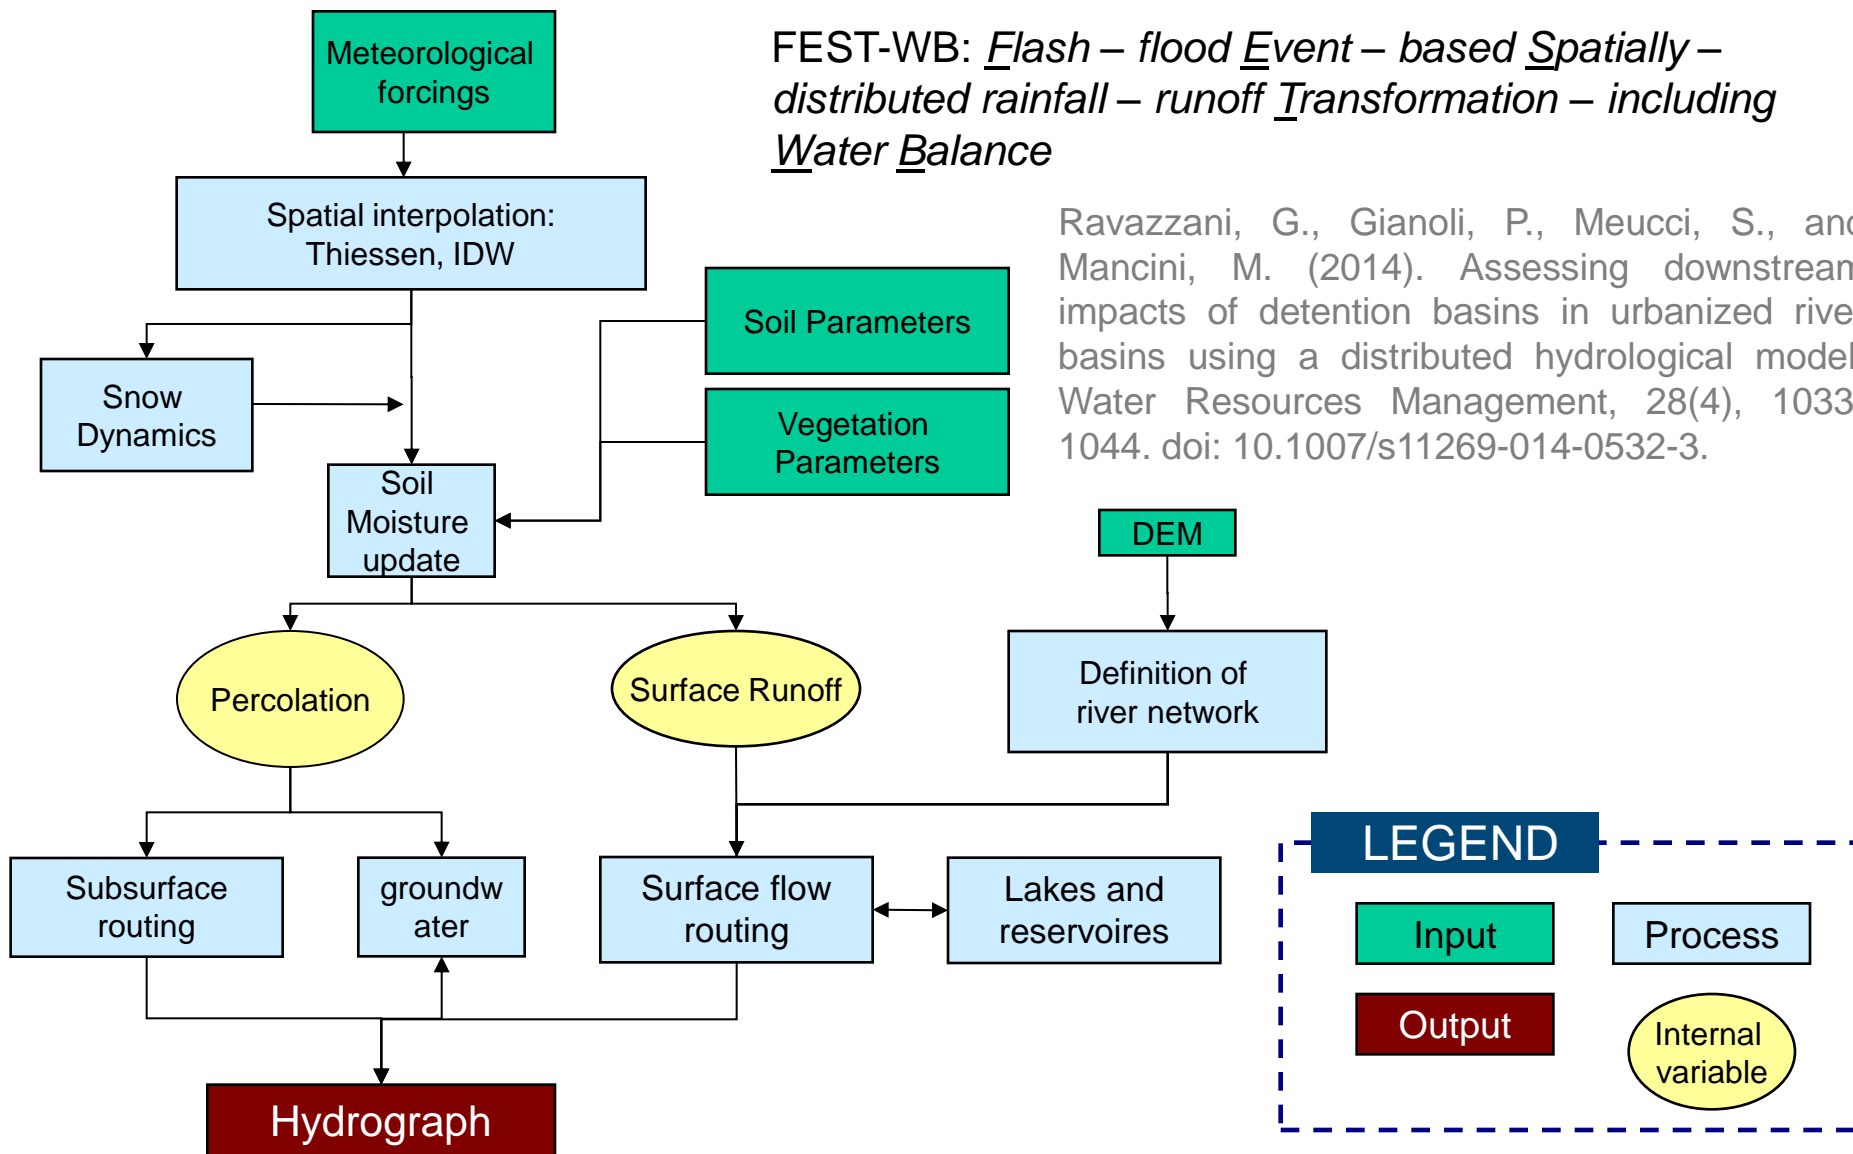 Meteorological
forcings
FEST-WB: Flash – flood Event – based Spatially –
distributed rainfall – runoff Transformation – including
Water Balance
Spatial interpolation:
Thiessen, IDW
Ravazzani, G., Gianoli, P., Meucci, S., and
Mancini, M. (2014). Assessing downstream
impacts of detention basins in urbanized river
basins using a distributed hydrological model.
Water Resources Management, 28(4), 1033-
1044. doi: 10.1007/s11269-014-0532-3.
Soil Parameters
Snow
Dynamics
Vegetation
Parameters
Soil
Moisture
update
DEM
Percolation
Surface Runoff
Definition of
river network
Subsurface
routing
groundw
ater
Surface flow
routing
Lakes and
reservoires
LEGEND
Input
Process
Output
Internal
variable
Hydrograph